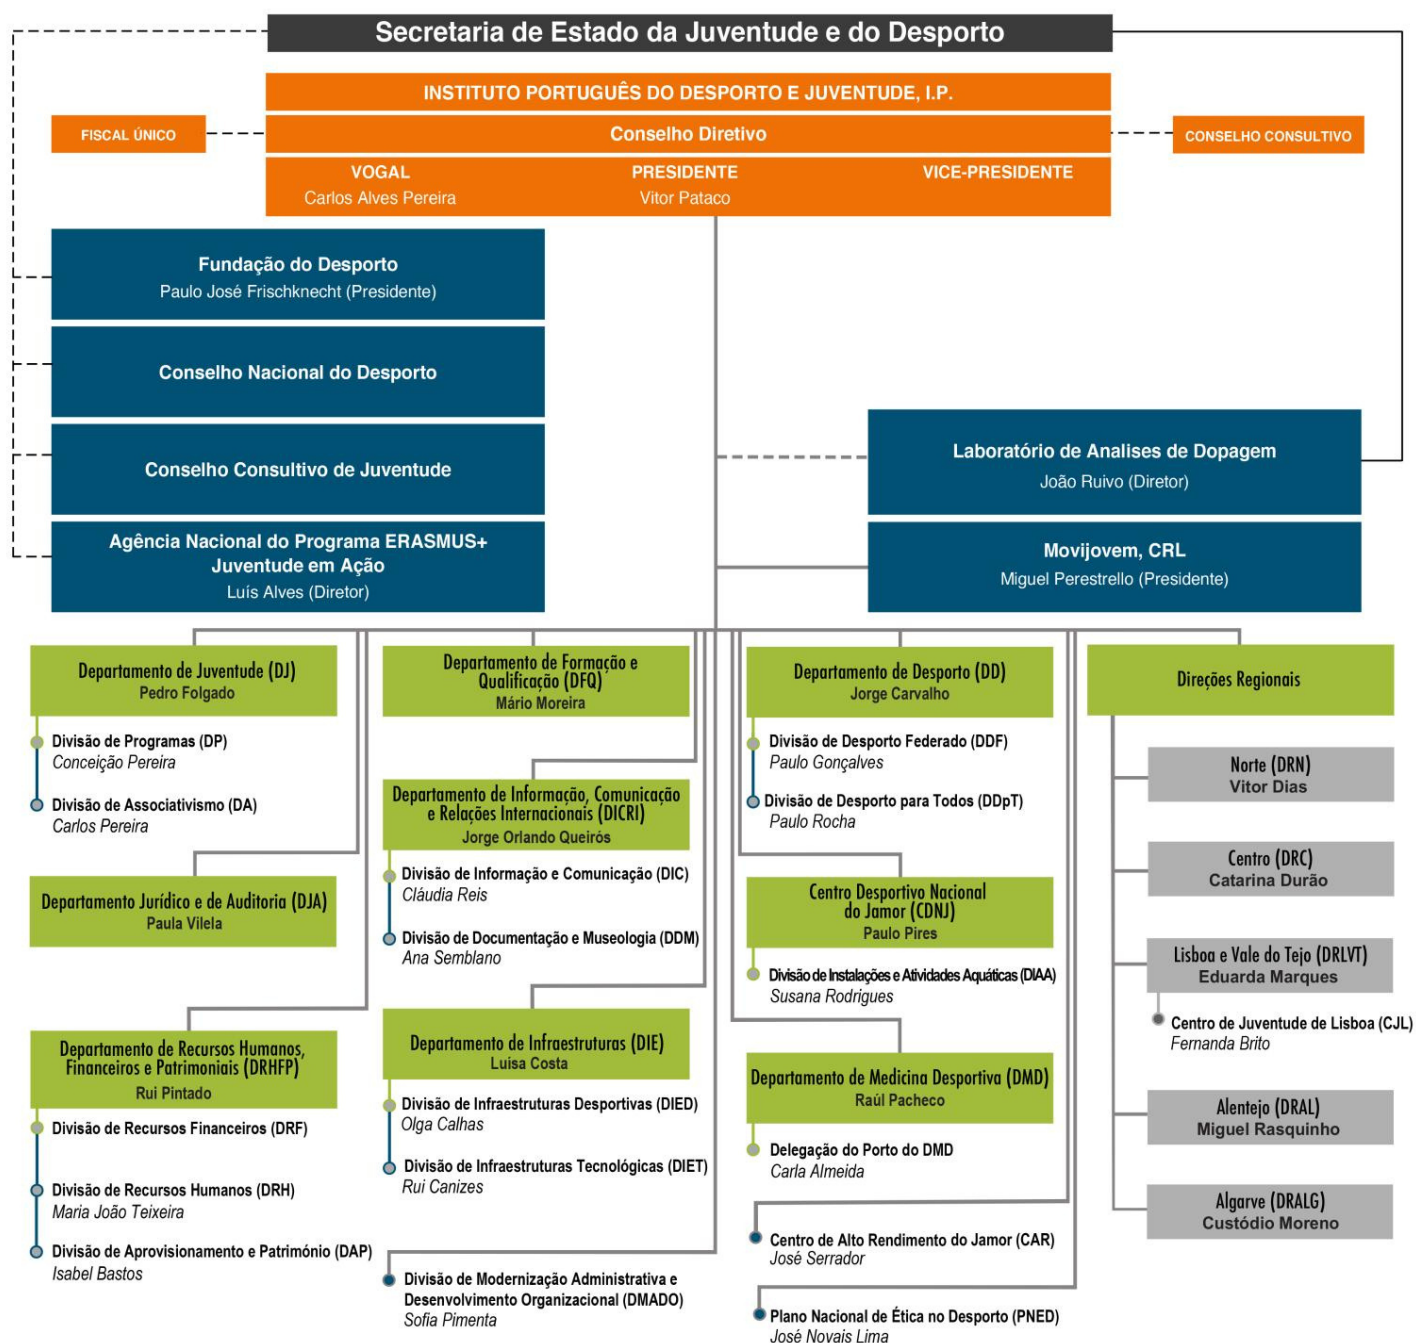 Secretaria de Estado da Juventude e do Desporto
INSTITUTO PORTUGUÊS DO DESPORTO E JUVENTUDE, I.P.
FISCAL ÚNICO
Conselho Diretivo
CONSELHO CONSULTIVO
VOGAL
Carlos Alves Pereira
PRESIDENTE
Vitor Pataco
VICE-PRESIDENTE
Fundação do Desporto
Paulo José Frischknecht (Presidente)
Conselho Nacional do Desporto
Conselho Consultivo de Juventude
Agência Nacional do Programa ERASMUS+
Juventude em Ação
Luís Alves (Diretor)
Laboratório de Analises de Dopagem
João Ruivo (Diretor)
Movijovem, CRL
Miguel Perestrello (Presidente)
Departamento de Juventude (DJ)
Pedro Folgado
Divisão de Programas (DP)
Conceição Pereira
Divisão de Associativismo (DA)
Carlos Pereira
Departamento Jurídico e de Auditoria (DJA)
Paula Vilela
Departamento de Recursos Humanos,
Financeiros e Patrimoniais (DRHFP)
Rui Pintado
Divisão de Recursos Financeiros (DRF)
Divisão de Recursos Humanos (DRH)
Maria João Teixeira
Divisão de Aprovisionamento e Património (DAP)
Isabel Bastos
Departamento de Formação e
Qualificação (DFQ)
Mário Moreira
Departamento de Informação, Comunicação
e Relações Internacionais (DICRI)
Jorge Orlando Queirós
Divisão de Informação e Comunicação (DIC)
Cláudia Reis
Divisão de Documentação e Museologia (DDM)
Ana Semblano
Departamento de Infraestruturas (DIE)
Luisa Costa
Divisão de Infraestruturas Desportivas (DIED)
Olga Calhas
Divisão de Infraestruturas Tecnológicas (DIET)
Rui Canizes
Divisão de Modernização Administrativa e
Desenvolvimento Organizacional (DMADO)
Sofia Pimenta
Departamento de Desporto (DD)
Jorge Carvalho
Divisão de Desporto Federado (DDF)
Paulo Gonçalves
Divisão de Desporto para Todos (DDpT)
Paulo Rocha
Centro Desportivo Nacional
do Jamor (CDNJ)
Paulo Pires
Divisão de Instalações e Atividades Aquáticas (DIAA)
Susana Rodrigues
Departamento de Medicina Desportiva (DMD)
Raúl Pacheco
Delegação do Porto do DMD
Carla Almeida
Centro de Alto Rendimento do Jamor (CAR)
José Serrador
Plano Nacional de Ética no Desporto (PNED)
José Novais Lima
Direções Regionais
Norte (DRN)
Vitor Dias
Centro (DRC)
Catarina Durão
Lisboa e Vale do Tejo (DRLVT)
Eduarda Marques
Centro de Juventude de Lisboa (CJL)
Fernanda Brito
Alentejo (DRAL)
Miguel Rasquinho
Algarve (DRALG)
Custódio Moreno